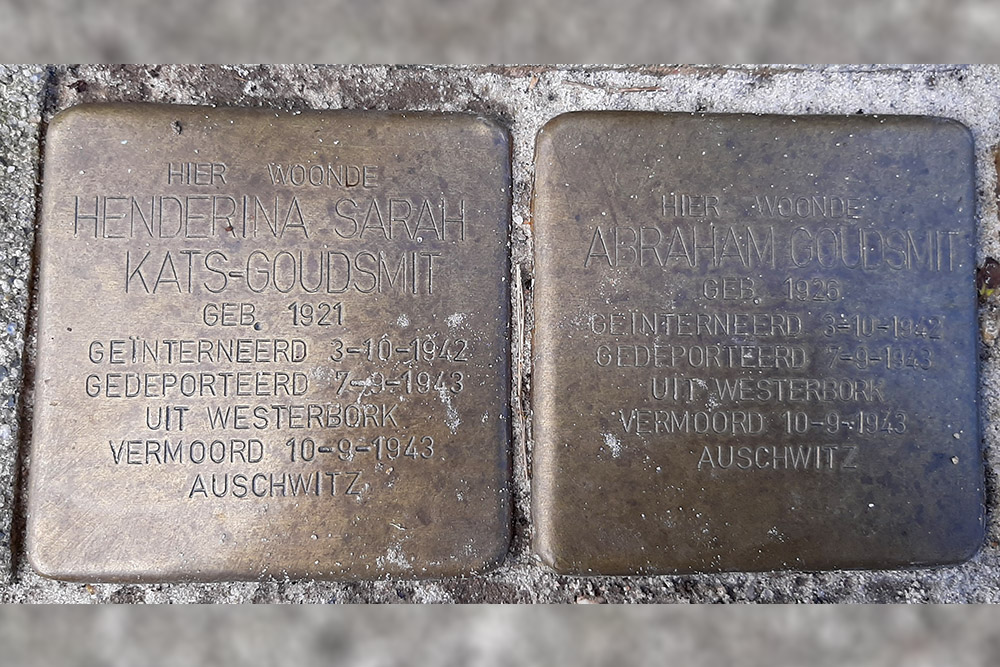 HIER WOONDE
HENDERINA SARAH
KATS-GOUDSMIT
GEB. 1921
GEÏNTERNEERD 3-10-1942
GEDEPORTEERD 7-9-1943
UIT WESTERBORK
VERMOORD 10-9-1943
AUSCHWITZ
HIER WOONDE
ABRAHAM GOUDSMIT
GEB. 1926
GEÏNTERNEERD 3-10-1942
GEDEPORTEERD 7-9-1943
UIT WESTERBORK
VERMOORD 10-9-1943
AUSCHWITZ